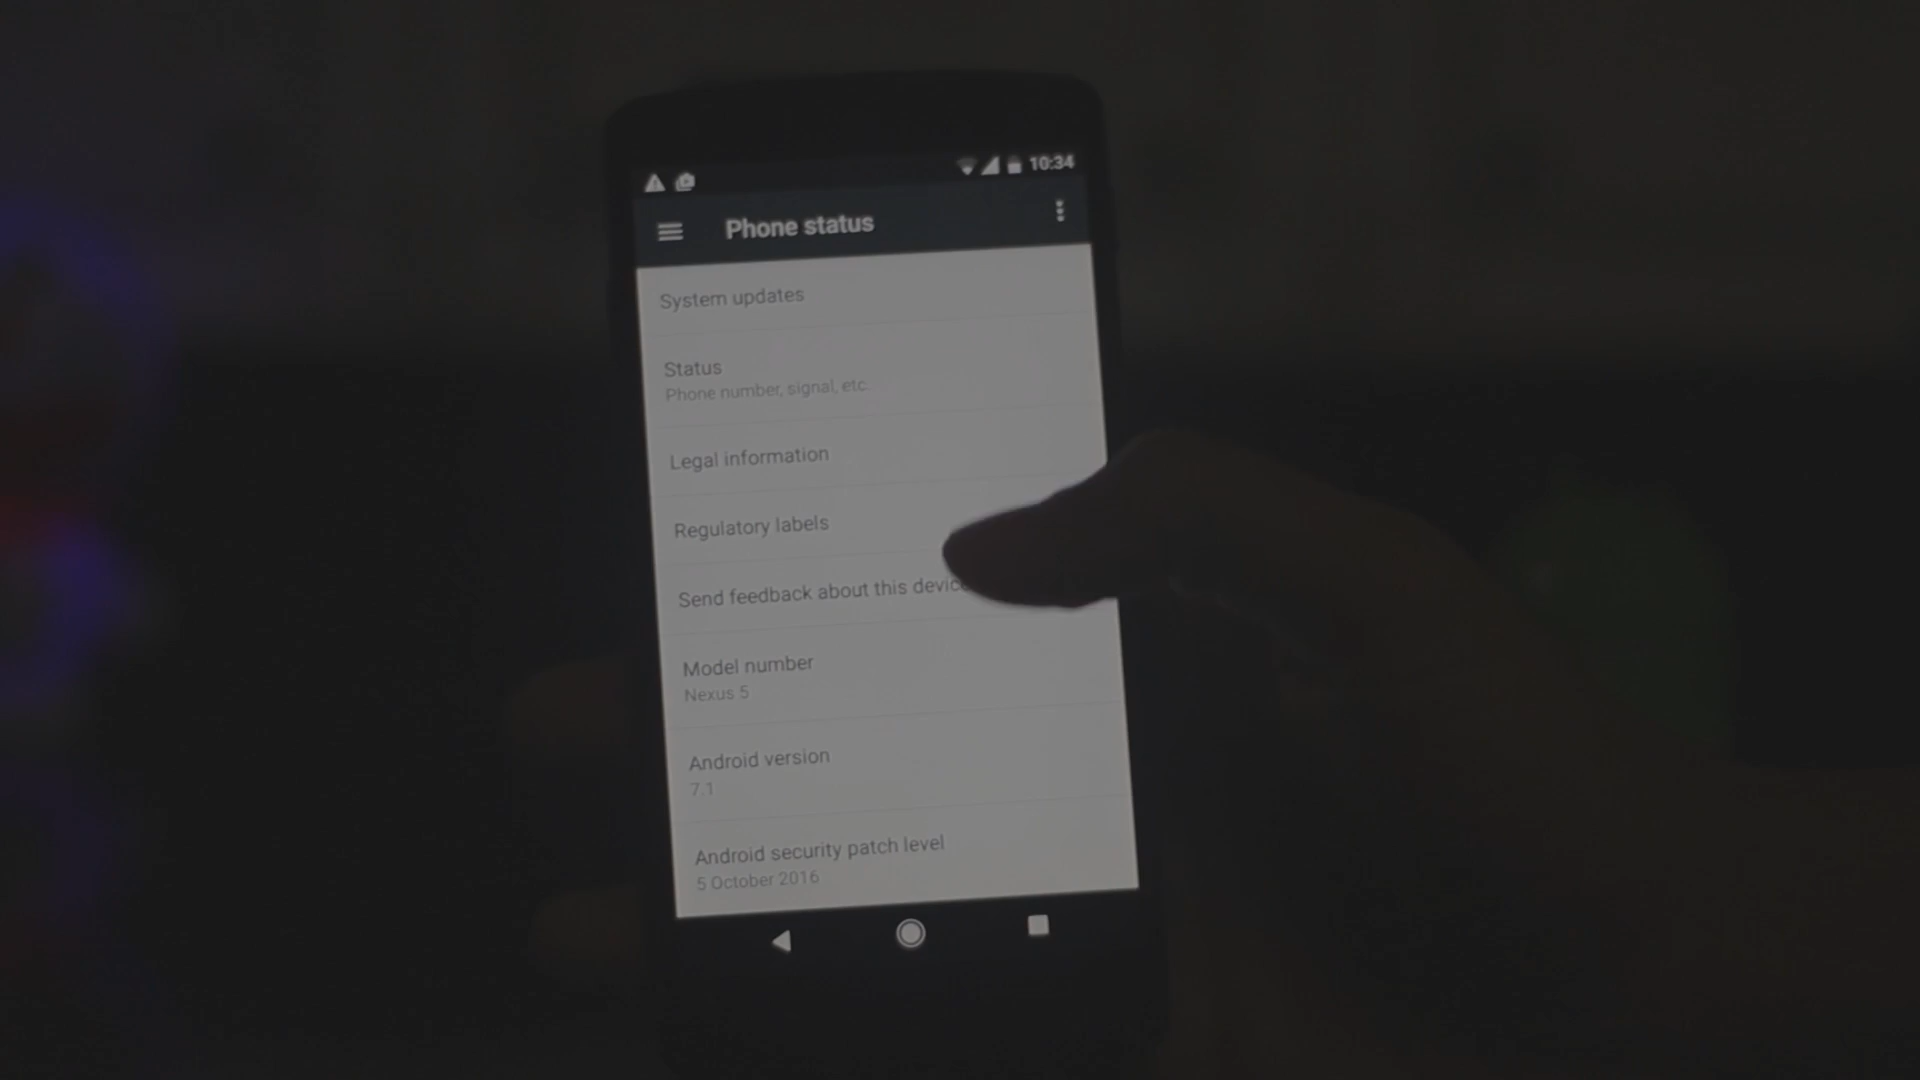 10:34
Phone status
System updates
Status
Phone number, signal, etc.
Legal information
Regulatory labels
Send feedback about this device
Model number
Nexus 5
Android version
7.1
Android security patch level
5 October 2016